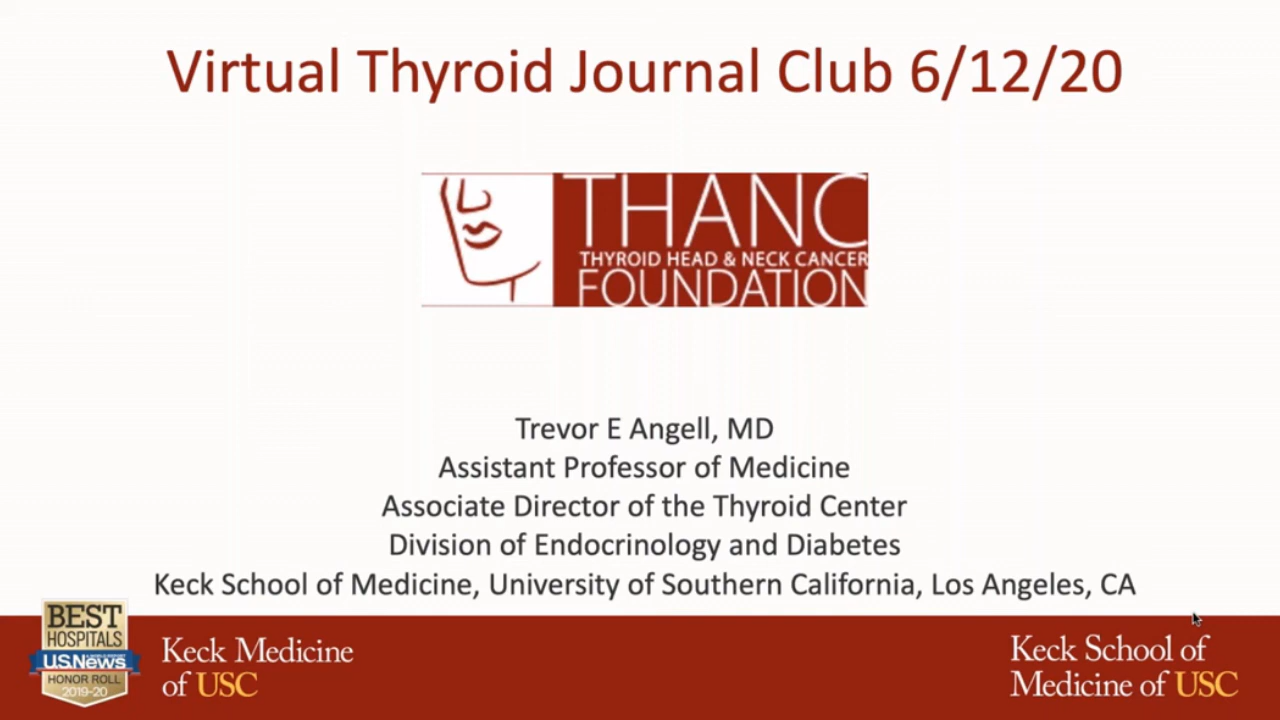 Virtual Thyroid Journal Club 6/12/20
THANC
THYROID HEAD & NECK CANCER
FOUNDATION
Trevor E Angell, MD
Assistant Professor of Medicine
Associate Director of the Thyroid Center
Division of Endocrinology and Diabetes
Keck School of Medicine, University of Southern California, Los Angeles, CA
BEST
HOSPITALS
U.S.News
HONOR ROLL
2019-20
Keck Medicine
of USC
Keck School of
Medicine of USC